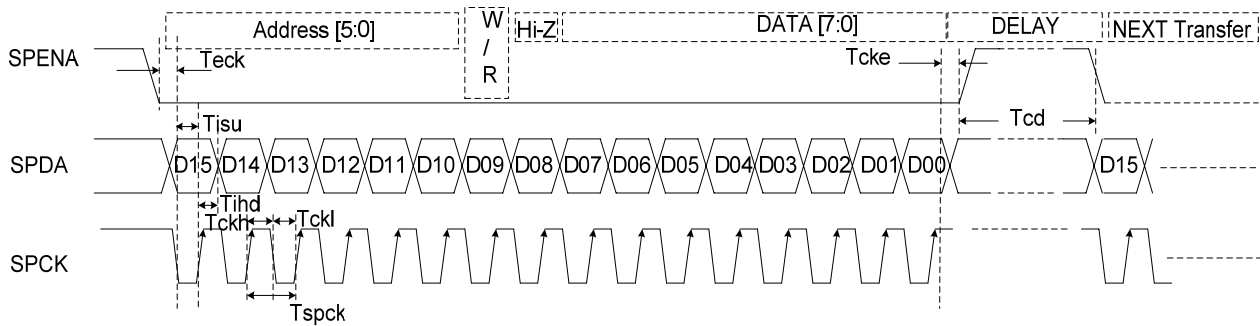 Address [5:0]
W
/
R
Hi-Z
DATA [7:0]
DELAY
NEXT Transfer
SPENA
Teck
Tcke
Tisu
Tcd
SPDA
D15
D14
D13
D12
D11
D10
D09
D08
D07
D06
D05
D04
D03
D02
D01
D00
D15
Tihd
Tckh
Tckl
SPCK
Tspck